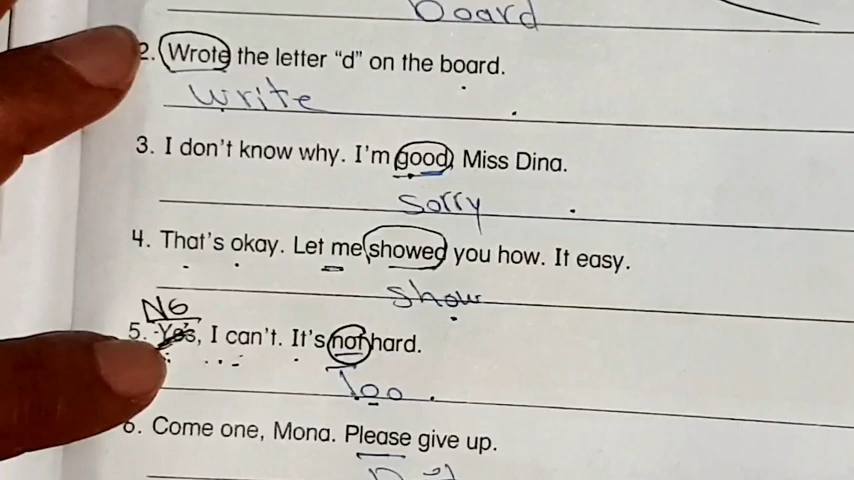 board
2. Wrote the letter “d” on the board.
write
3. I don't know why. I'm good, Miss Dina.
sorry
4. That's okay. Let me showed you how. It easy.
show
No
5. Yes, I can't. It's not hard.
Too
6. Come one, Mona. Please give up.